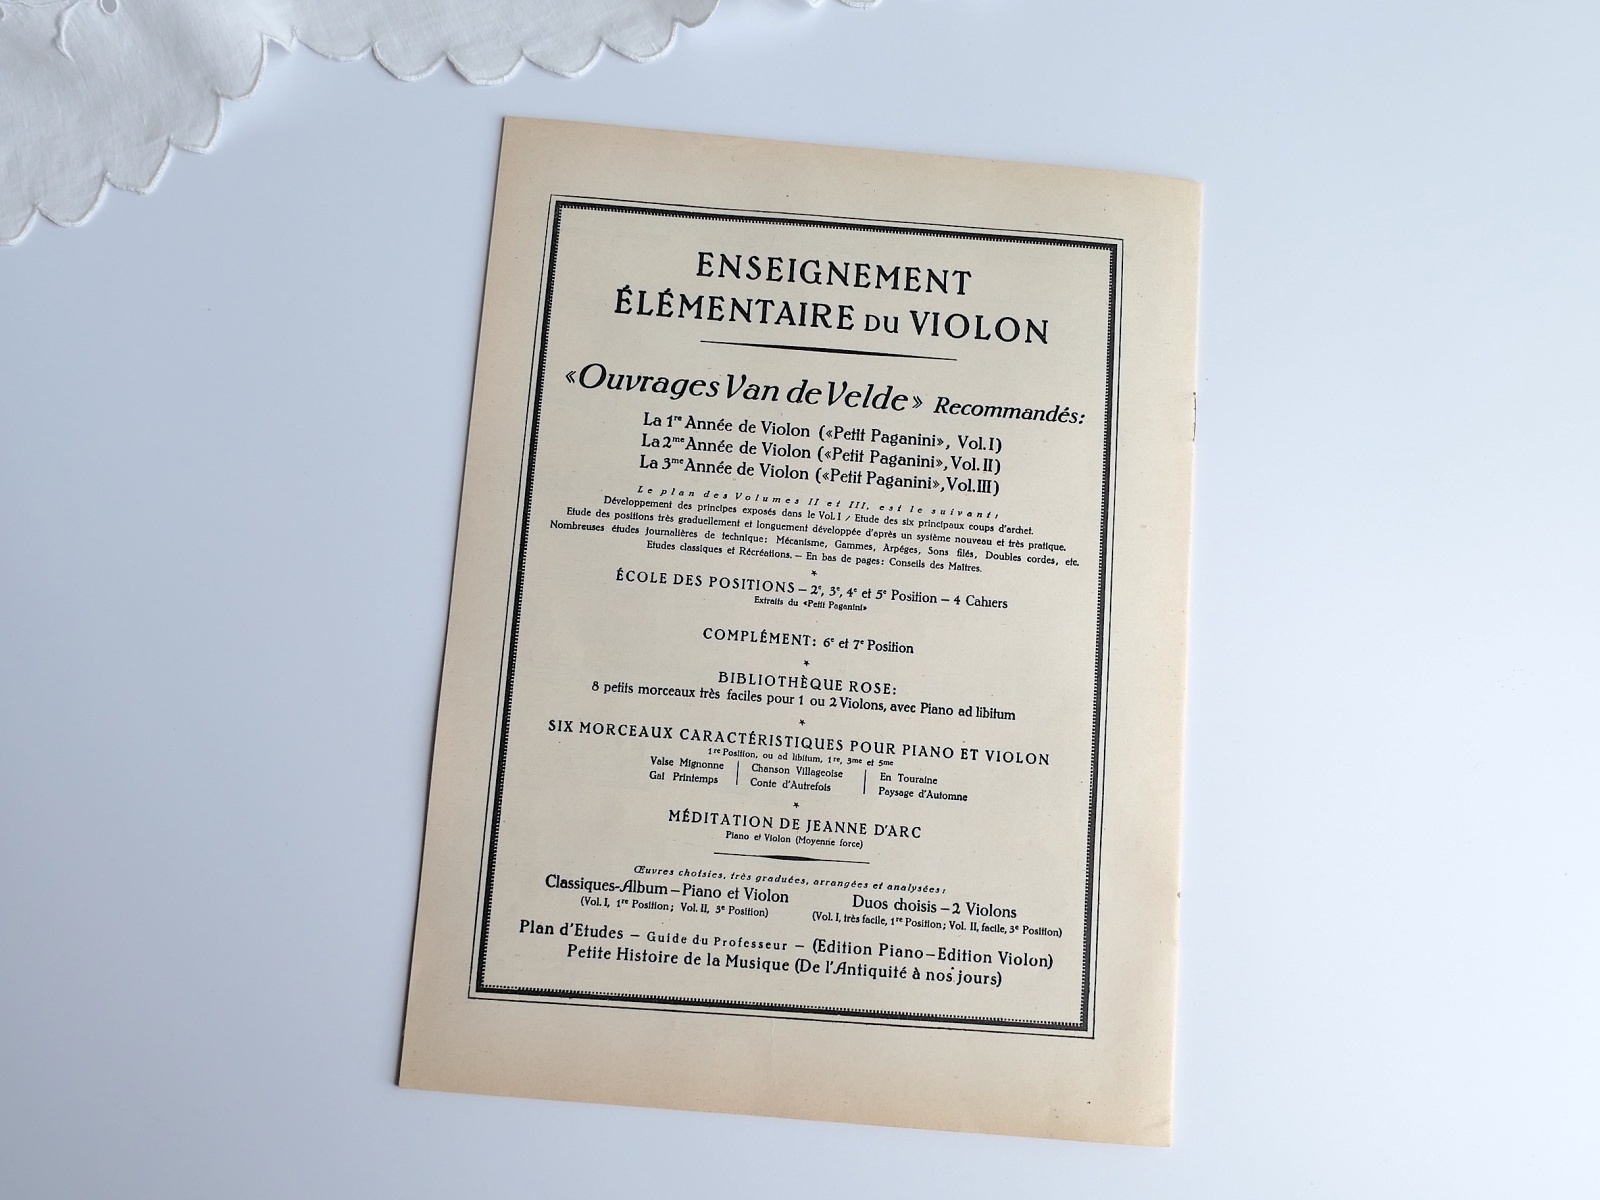 ENSEIGNEMENT
ÉLÉMENTAIRE DU VIOLON
«Ouvrages Van de Velde» Recommandés:
La 1re Année de Violon («Petit Paganini», Vol. I)
La 2me Année de Violon («Petit Paganini», Vol. II)
La 3me Année de Violon («Petit Paganini», Vol. III)
Le plan des Volumes II et III, est le suivant:
Développement des principes exposés dans le Vol. I / Etude des six principaux coups d'archet.
Etude des positions très graduellement et longuement développée d'après un système nouveau et très pratique.
Nombreuses études journalières de technique: Mécanisme, Gammes, Arpèges, Sons filés, Doubles cordes, etc.
Etudes classiques et Récréations. — En bas de pages: Conseils des Maîtres.
*
ÉCOLE DES POSITIONS — 2e, 3e, 4e et 5e Position — 4 Cahiers
Extraits du «Petit Paganini»
COMPLÉMENT: 6e et 7e Position
*
BIBLIOTHÈQUE ROSE:
8 petits morceaux très faciles pour 1 ou 2 Violons, avec Piano ad libitum
*
SIX MORCEAUX CARACTÉRISTIQUES POUR PIANO ET VIOLON
1re Position, ou ad libitum, 1re, 3me et 5me
Valse Mignonne | Chanson Villageoise | En Touraine
Gai Printemps | Conte d'Autrefois | Paysage d'Automne
*
MÉDITATION DE JEANNE D'ARC
Piano et Violon (Moyenne force)
Œuvres choisies, très graduées, arrangées et analysées:
Classiques-Album — Piano et Violon
(Vol. I, 1re Position; Vol. II, 3e Position)
Duos choisis — 2 Violons
(Vol. I, très facile, 1re Position; Vol. II, facile, 3e Position)
Plan d'Etudes — Guide du Professeur — (Edition Piano — Edition Violon)
Petite Histoire de la Musique (De l'Antiquité à nos jours)